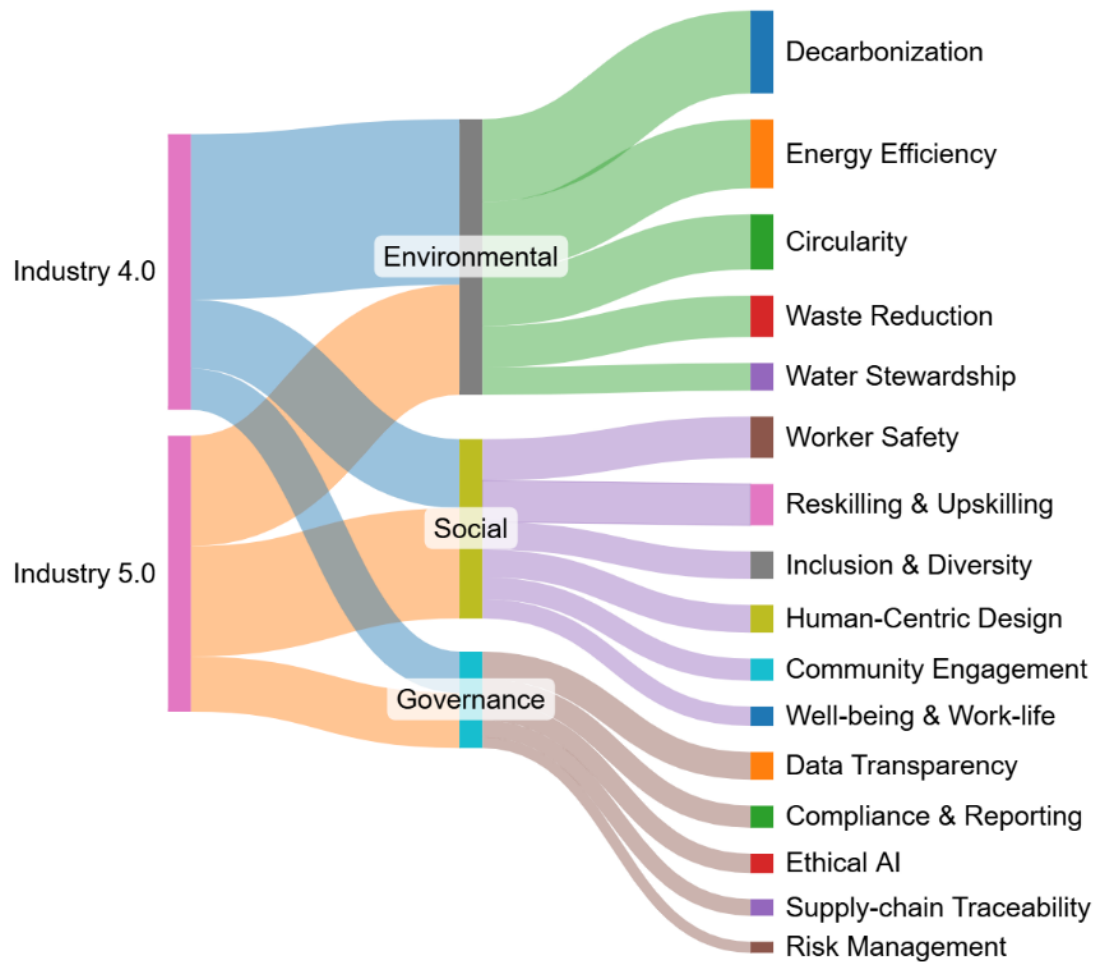 Industry 4.0
Industry 5.0
Environmental
Social
Governance
Decarbonization
Energy Efficiency
Circularity
Waste Reduction
Water Stewardship
Worker Safety
Reskilling & Upskilling
Inclusion & Diversity
Human-Centric Design
Community Engagement
Well-being & Work-life
Data Transparency
Compliance & Reporting
Ethical AI
Supply-chain Traceability
Risk Management